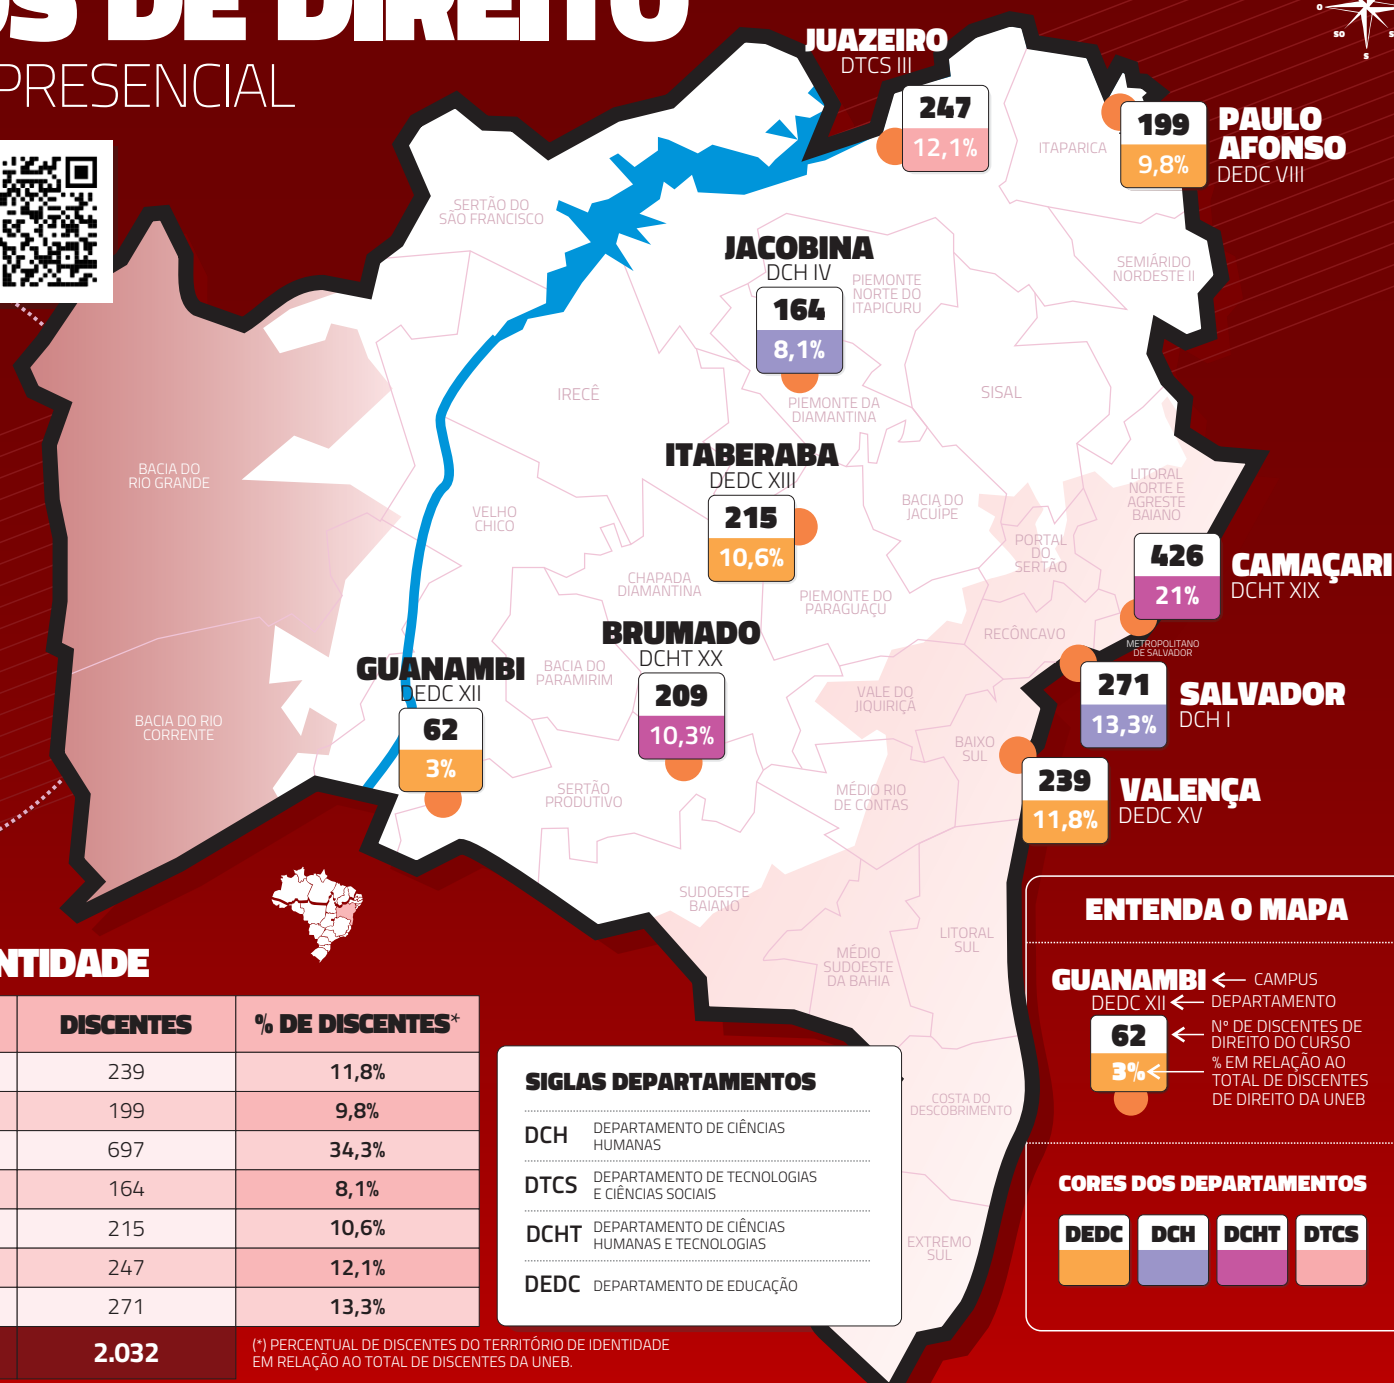 OS DE DIREITO
PRESENCIAL
O
SO
S
JUAZEIRO
DTCS III
247
12,1%
ITAPARICA
199
9,8%
PAULO
AFONSO
DEDC VIII
SERTÃO DO
SÃO FRANCISCO
JACOBINA
DCH IV
164
8,1%
PIEMONTE
NORTE DO
ITAPICURU
SEMIÁRIDO
NORDESTE II
IRECÊ
PIEMONTE DA
DIAMANTINA
SISAL
BACIA DO
RIO GRANDE
VELHO
CHICO
ITABERABA
DEDC XIII
215
10,6%
BACIA DO
JACUÍPE
LITORAL
NORTE E
AGRESTE
BAIANO
PORTAL
DO
SERTÃO
426
21%
CAMAÇARI
DCHT XIX
CHAPADA
DIAMANTINA
PIEMONTE DO
PARAGUAÇU
RECÔNCAVO
METROPOLITANO
DE SALVADOR
BRUMADO
DCHT XX
209
10,3%
GUANAMBI
DEDC XII
62
3%
BACIA DO
PARAMIRIM
VALE DO
JIQUIRIÇA
271
13,3%
SALVADOR
DCH I
BACIA DO RIO
CORRENTE
BAIXO
SUL
239
11,8%
VALENÇA
DEDC XV
SERTÃO
PRODUTIVO
MÉDIO RIO
DE CONTAS
SUDOESTE
BAIANO
LITORAL
SUL
MÉDIO
SUDOESTE
DA BAHIA
COSTA DO
DESCOBRIMENTO
EXTREMO
SUL
NTIDADE
DISCENTES % DE DISCENTES*
239 11,8%
199 9,8%
697 34,3%
164 8,1%
215 10,6%
247 12,1%
271 13,3%
2.032
(*) PERCENTUAL DE DISCENTES DO TERRITÓRIO DE IDENTIDADE
EM RELAÇÃO AO TOTAL DE DISCENTES DA UNEB.
SIGLAS DEPARTAMENTOS
DCH DEPARTAMENTO DE CIÊNCIAS
HUMANAS
DTCS DEPARTAMENTO DE TECNOLOGIAS
E CIÊNCIAS SOCIAIS
DCHT DEPARTAMENTO DE CIÊNCIAS
HUMANAS E TECNOLOGIAS
DEDC DEPARTAMENTO DE EDUCAÇÃO
ENTENDA O MAPA
GUANAMBI CAMPUS
DEDC XII DEPARTAMENTO
62 Nº DE DISCENTES DE
DIREITO DO CURSO
3% % EM RELAÇÃO AO
TOTAL DE DISCENTES
DE DIREITO DA UNEB
CORES DOS DEPARTAMENTOS
DEDC DCH DCHT DTCS